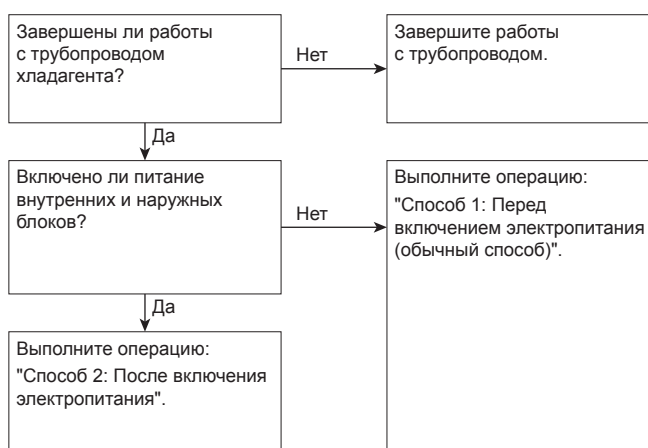 Завершены ли работы
с трубопроводом
хладагента?
Нет
Завершите работы
с трубопроводом.
Да
Включено ли питание
внутренних и наружных
блоков?
Нет
Выполните операцию:
"Способ 1: Перед
включением электропитания
(обычный способ)".
Да
Выполните операцию:
"Способ 2: После включения
электропитания".